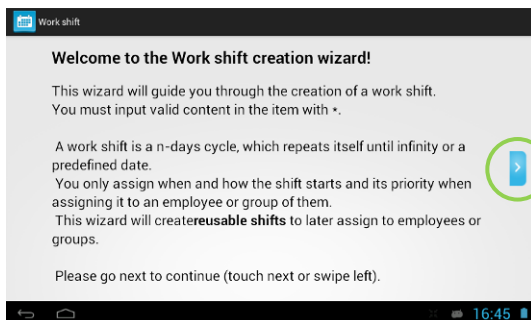 Work shift
Welcome to the Work shift creation wizard!
This wizard will guide you through the creation of a work shift.
You must input valid content in the item with *.
A work shift is a n-days cycle, which repeats itself until infinity or a
predefined date.
You only assign when and how the shift starts and its priority when
assigning it to an employee or group of them.
This wizard will createreusable shifts to later assign to employees or
groups.
Please go next to continue (touch next or swipe left).
16:45